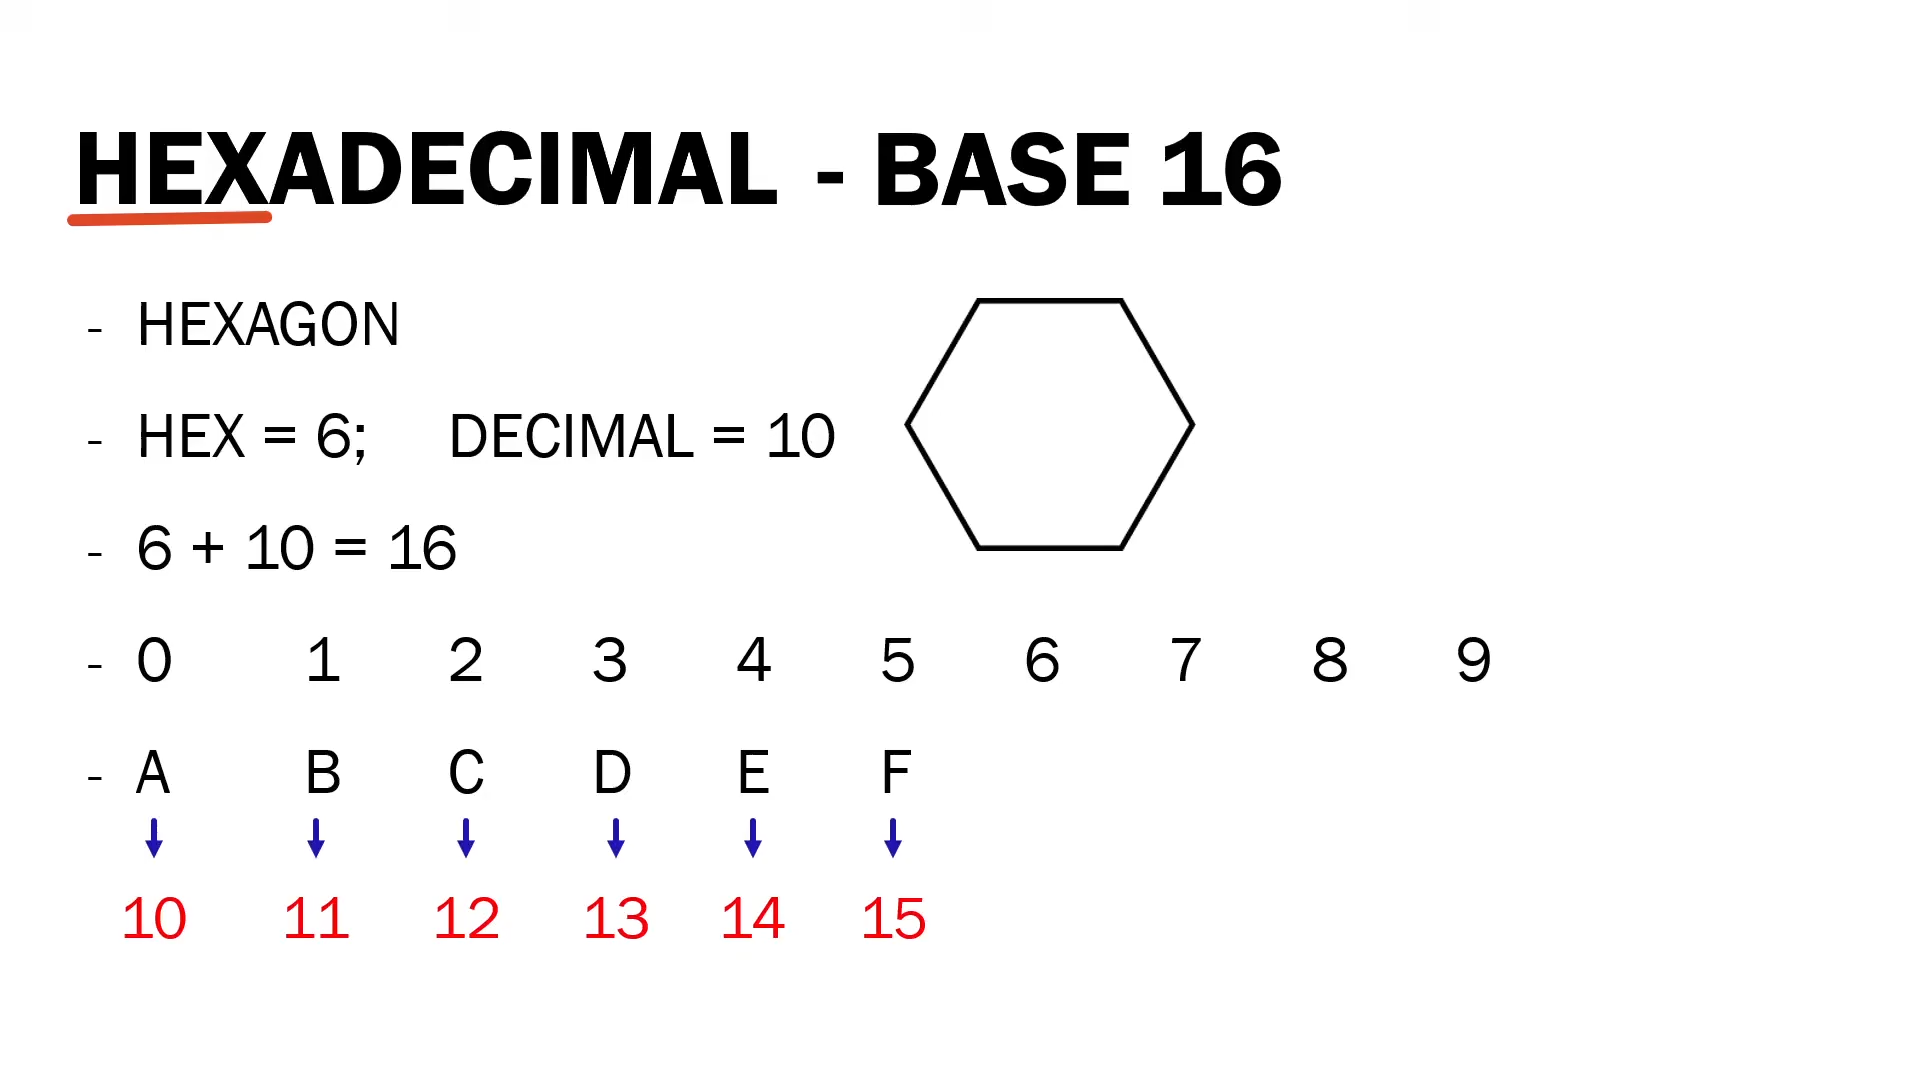 HEXADECIMAL - BASE 16
- HEXAGON
- HEX = 6; DECIMAL = 10
- 6 + 10 = 16
- 0 1 2 3 4 5 6 7 8 9
- A B C D E F
10 11 12 13 14 15